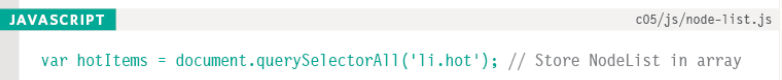 JAVASCRIPT c05/js/node-list.js
var hotItems = document.querySelectorAll('li.hot'); // Store NodeList in array